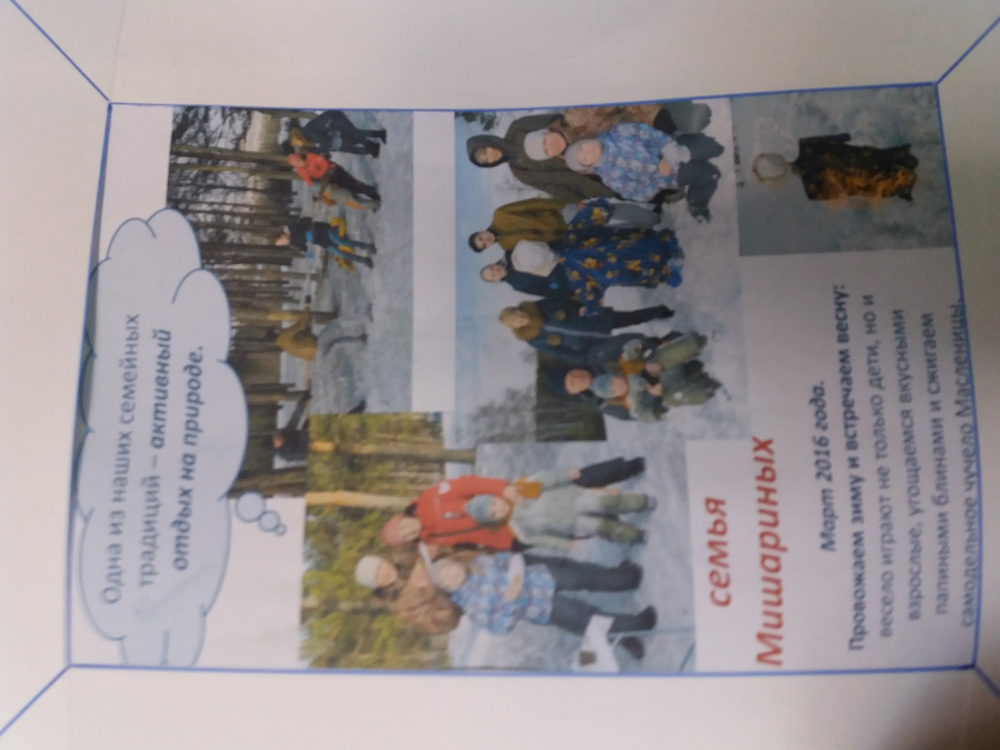 Одна из наших семейных
традиций – активный
отдых на природе.
семья
Мишариных
Март 2016 года.
Провожаем зиму и встречаем весну:
весело играют не только дети, но и
взрослые, угощаемся вкусными
папиными блинами и сжигаем
самодельное чучело Масленицы.